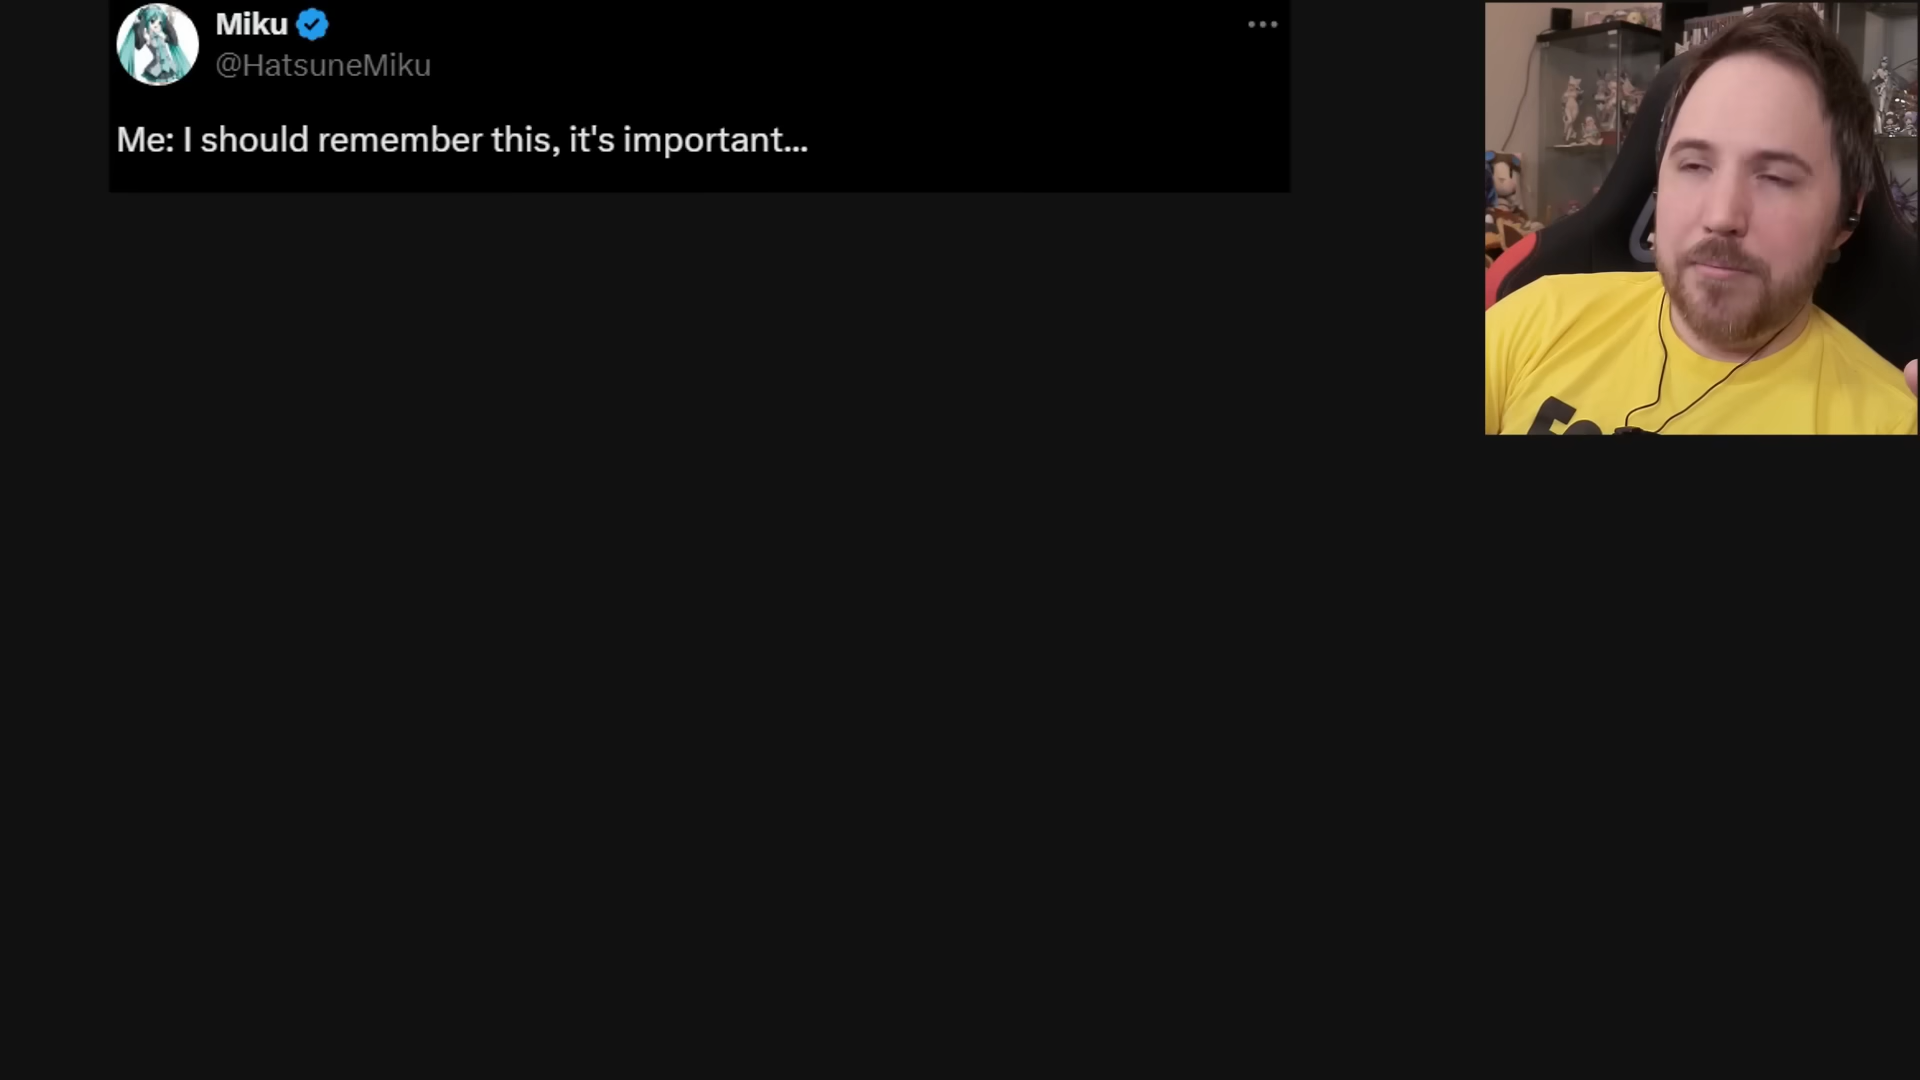 Miku
@HatsuneMiku
Me: I should remember this, it's important...